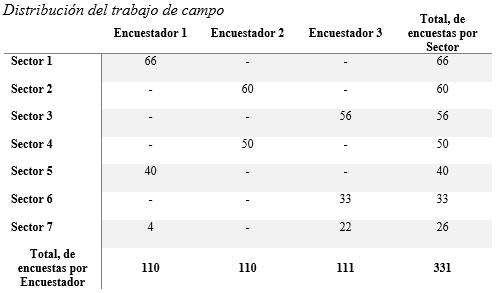 Distribución del trabajo de campo
Encuestador 1 Encuestador 2 Encuestador 3 Total, de encuestas por Sector
Sector 1 66 - - 66
Sector 2 - 60 - 60
Sector 3 - - 56 56
Sector 4 - 50 - 50
Sector 5 40 - - 40
Sector 6 - - 33 33
Sector 7 4 - 22 26
Total, de encuestas por Encuestador 110 110 111 331